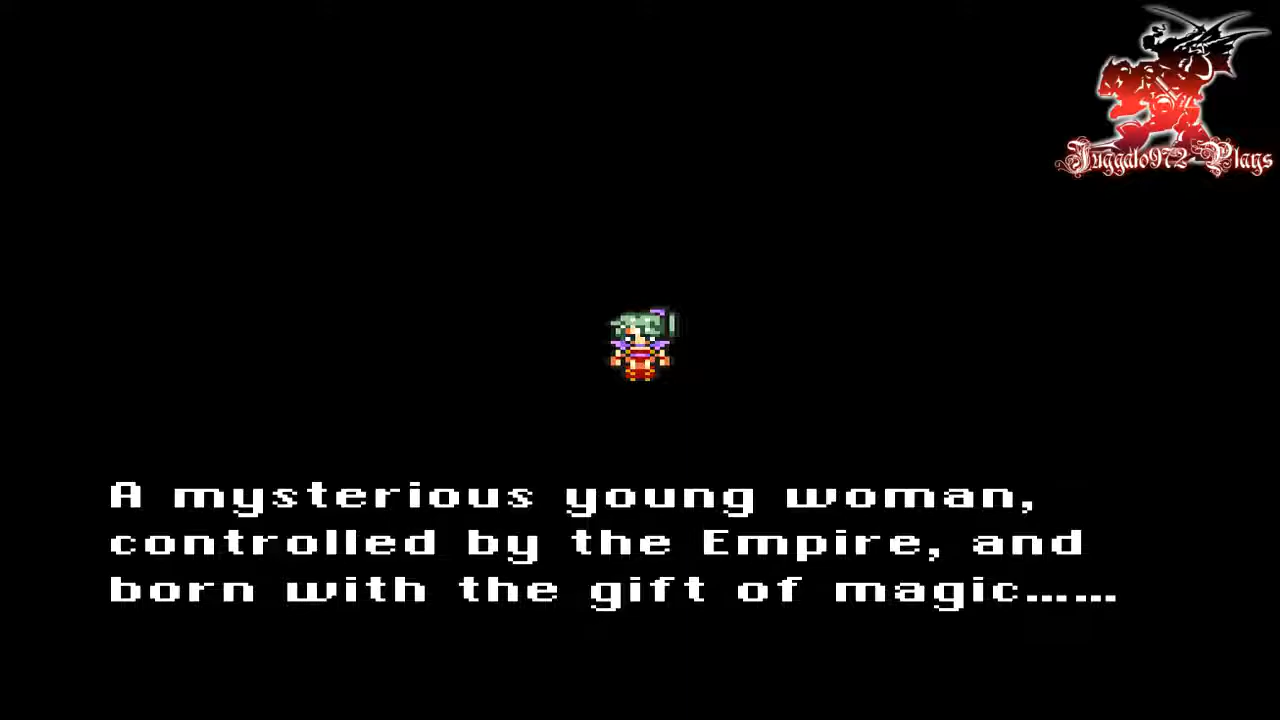 Juggalo972-Plays
A mysterious young woman,
controlled by the Empire, and
born with the gift of magic……